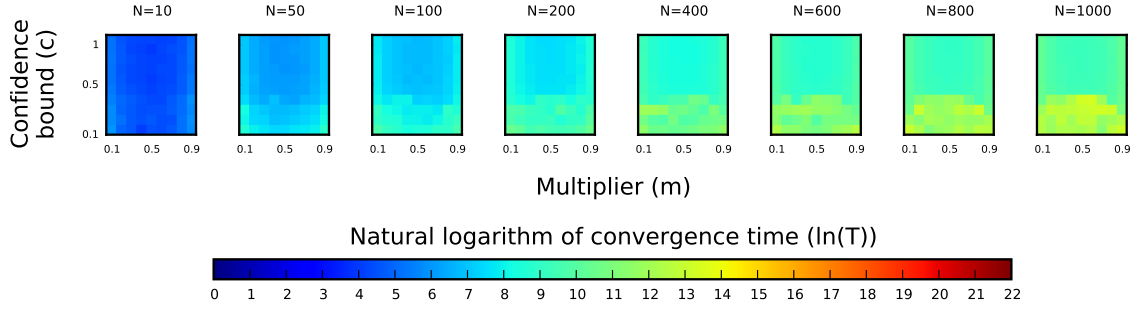 N=10 N=50 N=100 N=200 N=400 N=600 N=800 N=1000
Confidence
bound (c)
1
0.5
0.1
0.1 0.5 0.9 0.1 0.5 0.9 0.1 0.5 0.9 0.1 0.5 0.9 0.1 0.5 0.9 0.1 0.5 0.9 0.1 0.5 0.9 0.1 0.5 0.9
Multiplier (m)
Natural logarithm of convergence time (ln(T))
0 1 2 3 4 5 6 7 8 9 10 11 12 13 14 15 16 17 18 19 20 21 22